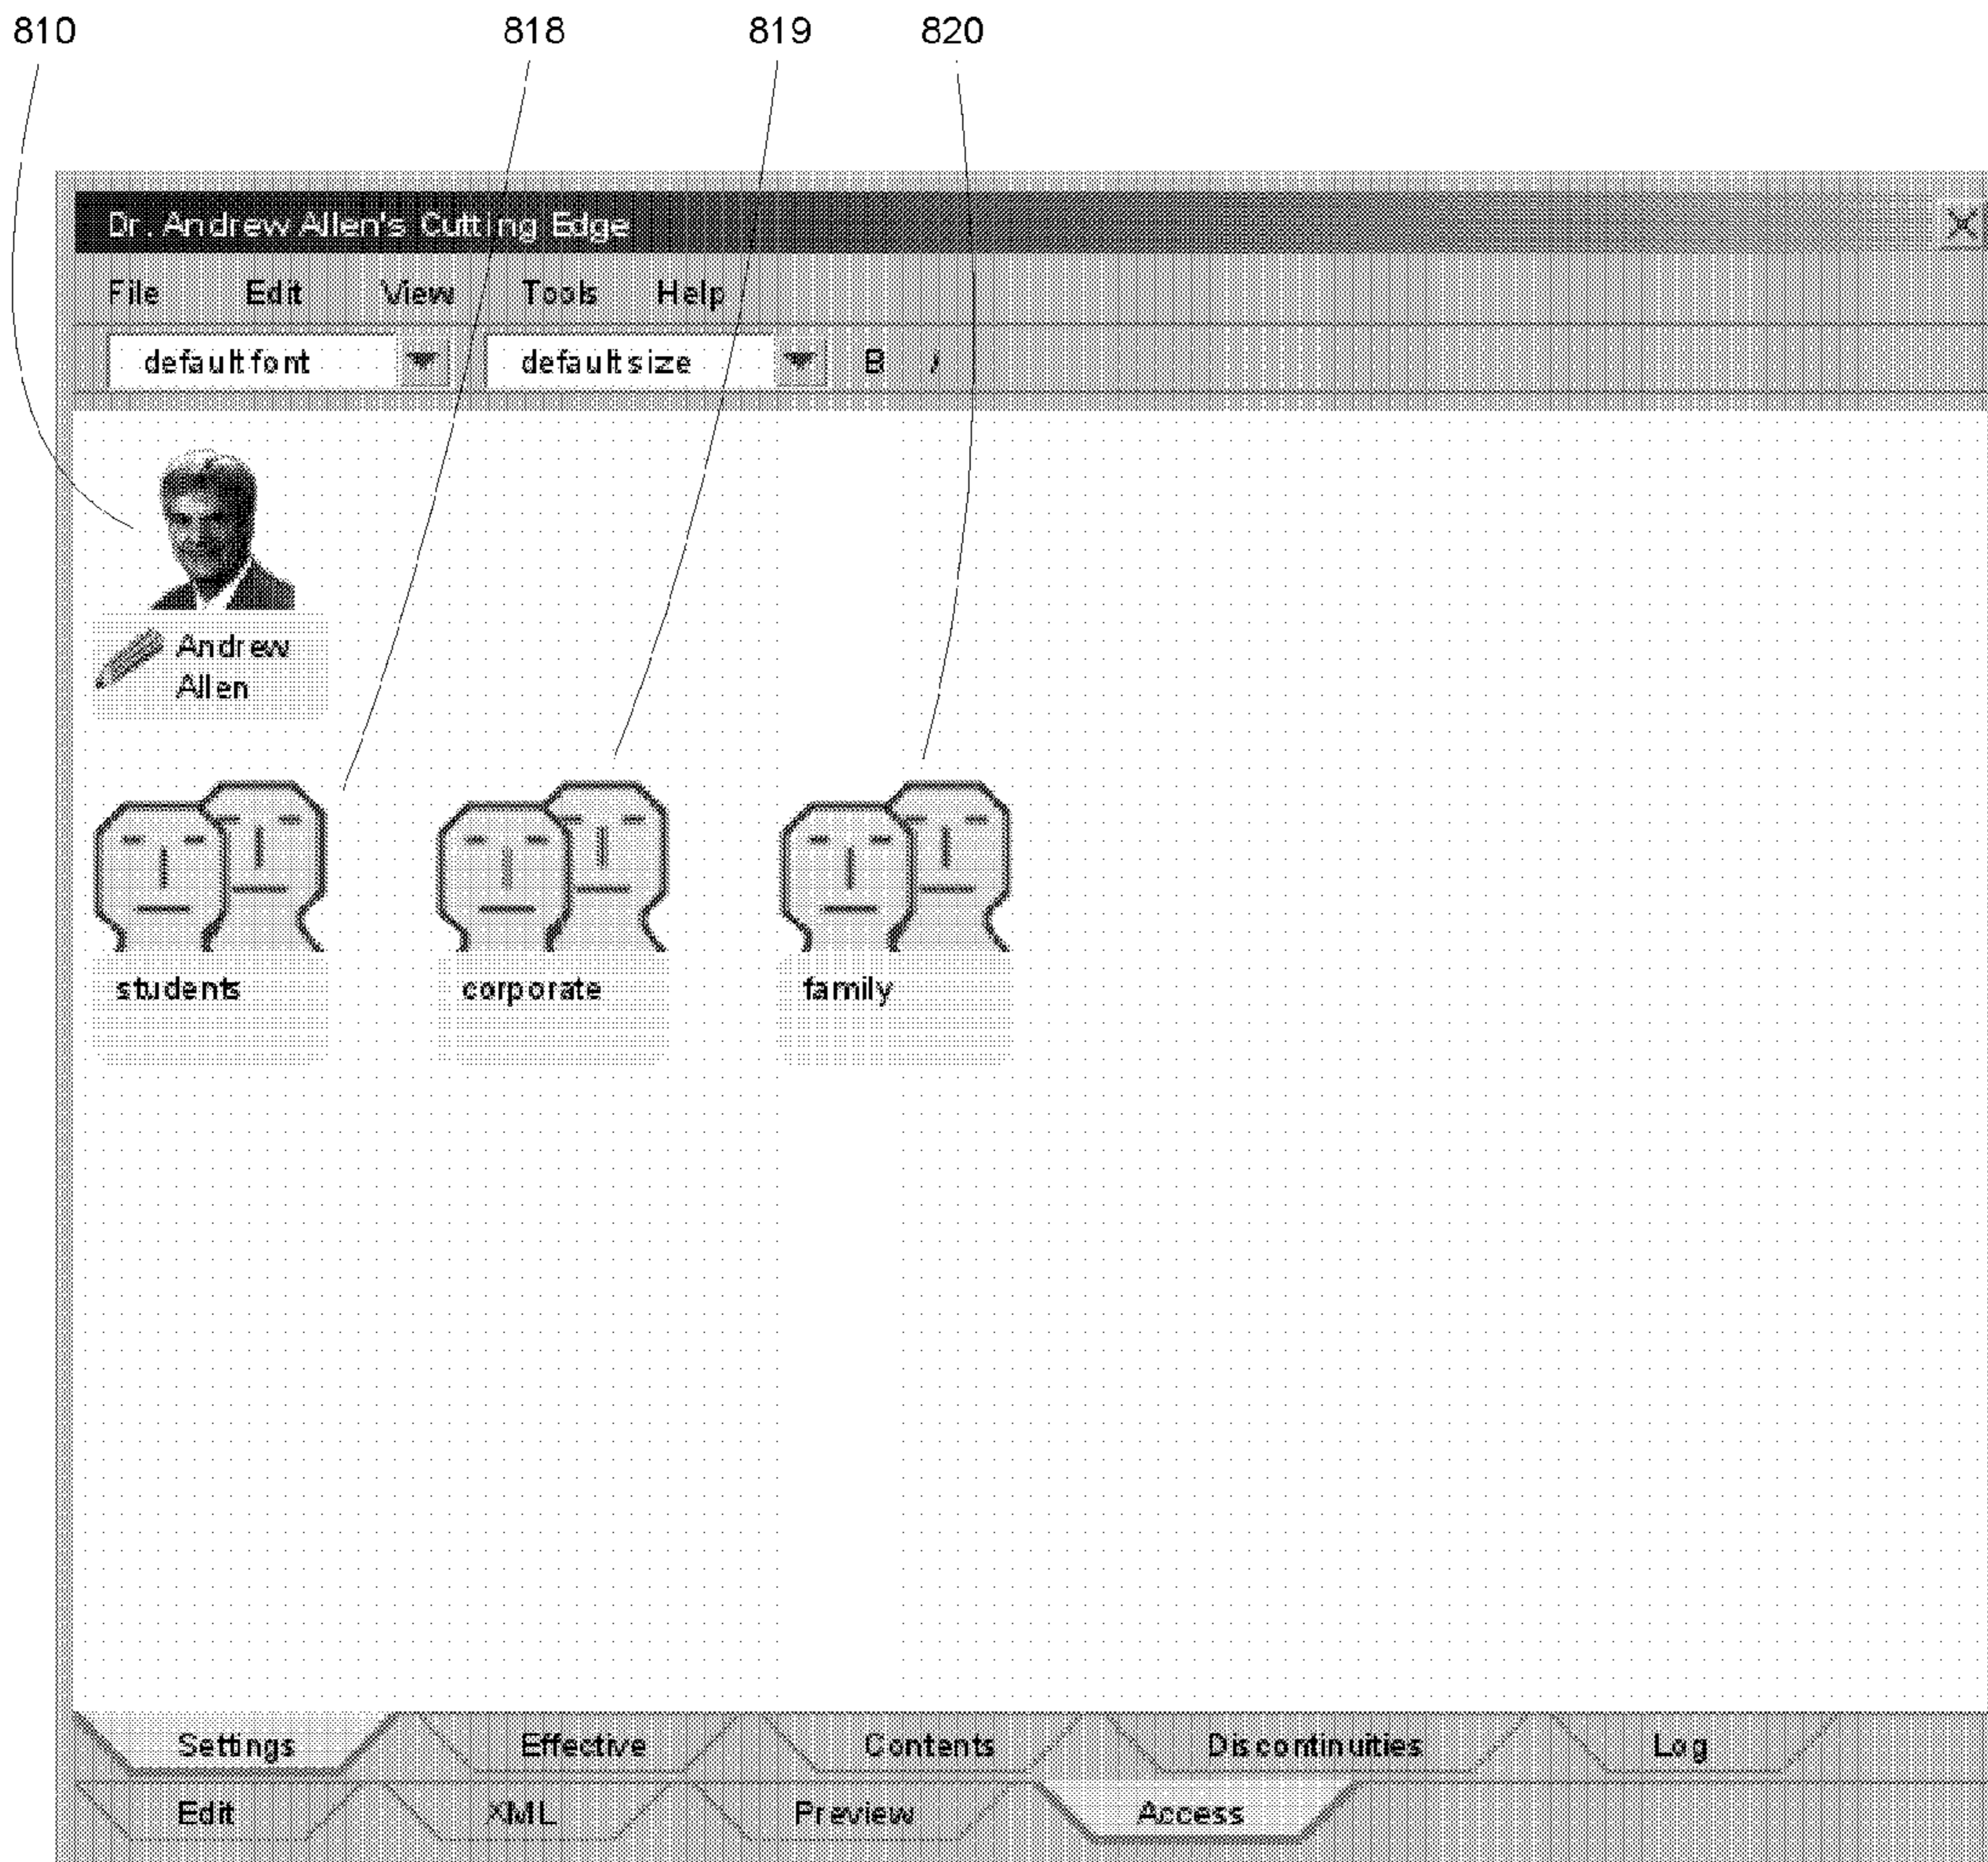 810 818 819 820
Dr. Andrew Allen's Cutting Edge
File Edit View Tools Help
default font default size B I
Andrew
Allen
students corporate family
Settings Effective Contents Discontinuities Log
Edit XML Preview Access